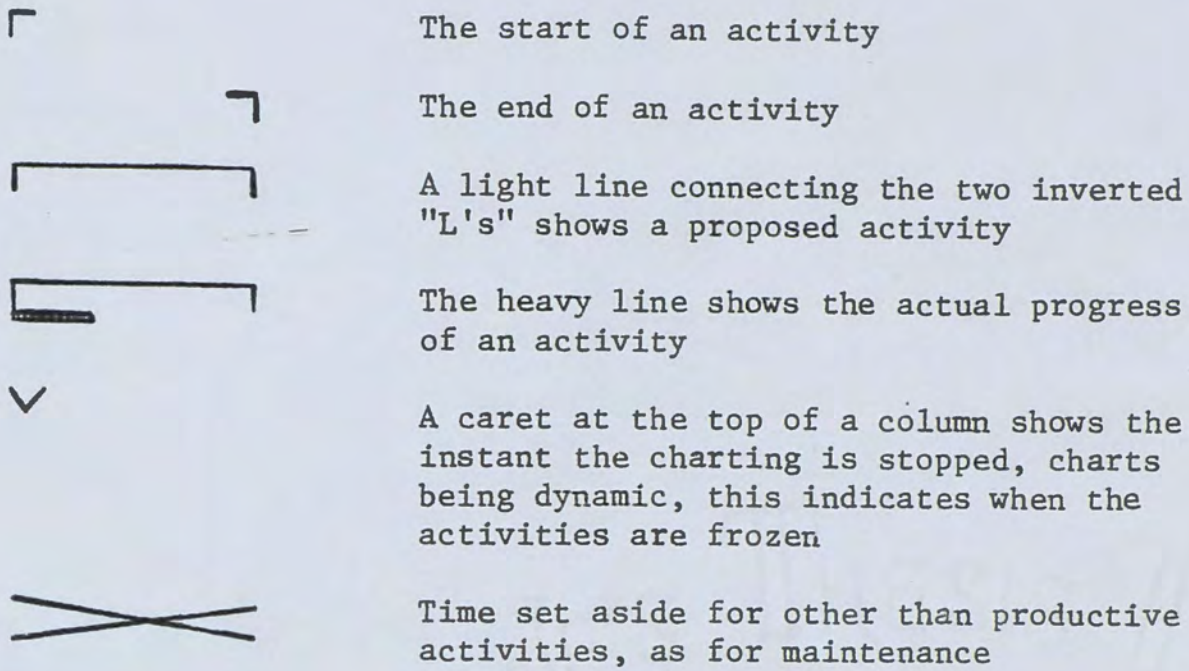 The start of an activity
The end of an activity
A light line connecting the two inverted
"L's" shows a proposed activity
The heavy line shows the actual progress
of an activity
A caret at the top of a column shows the
instant the charting is stopped, charts
being dynamic, this indicates when the
activities are frozen
Time set aside for other than productive
activities, as for maintenance